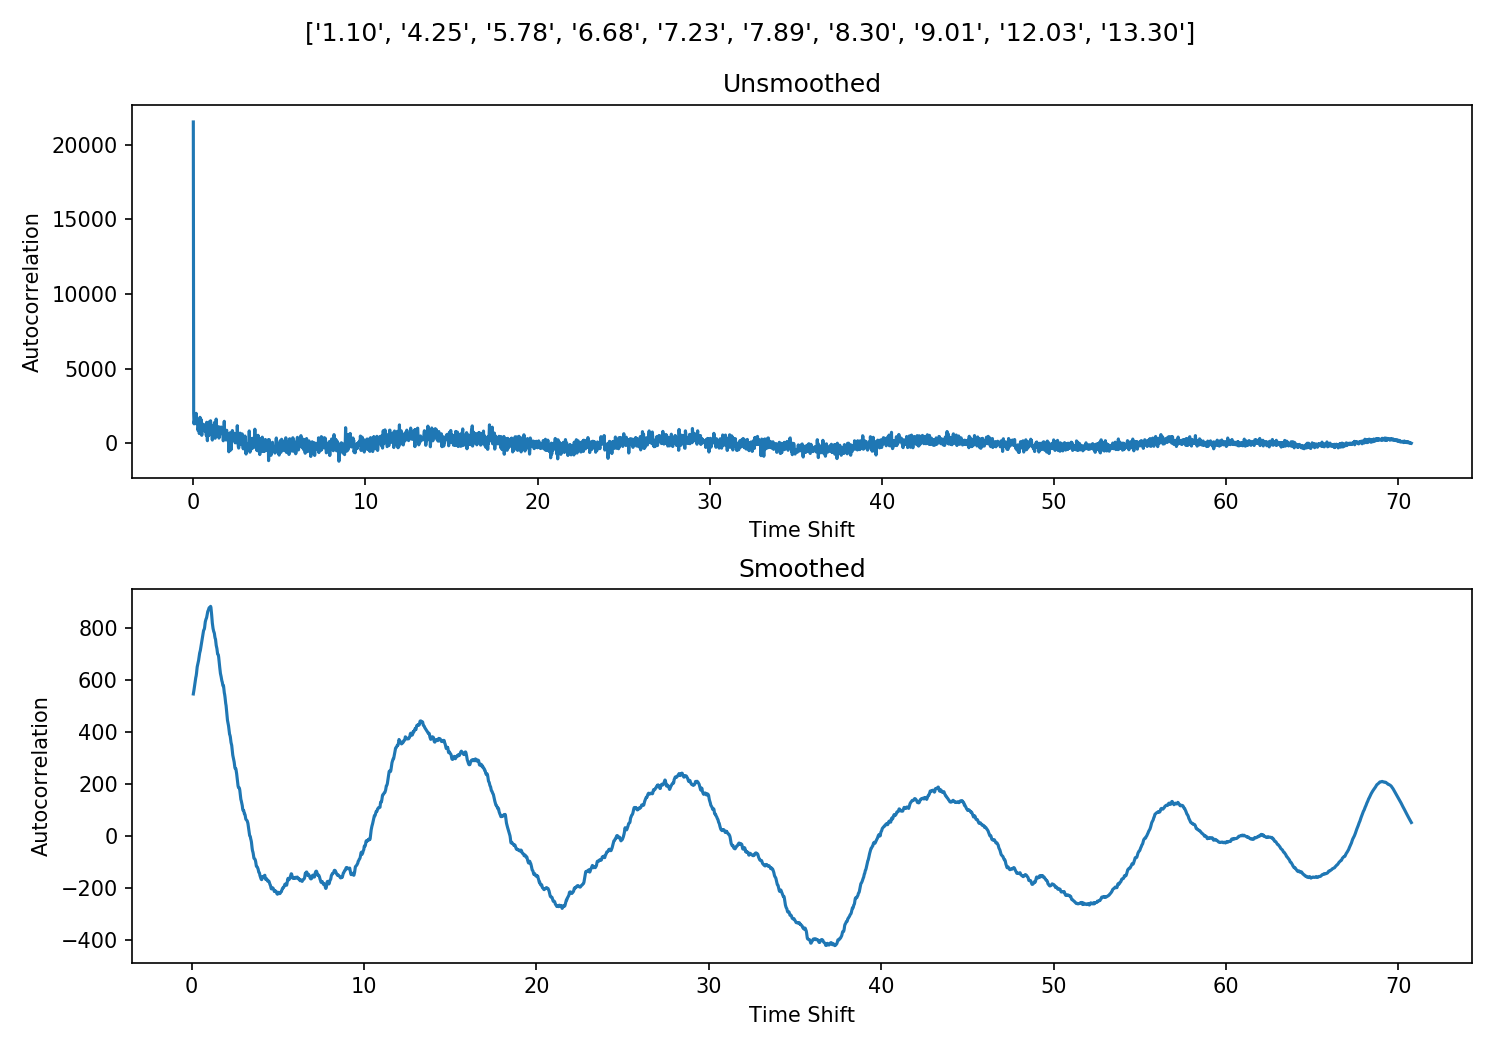 ['1.10', '4.25', '5.78', '6.68', '7.23', '7.89', '8.30', '9.01', '12.03', '13.30']
Unsmoothed
20000
15000
10000
5000
0
Autocorrelation
0 10 20 30 40 50 60 70
Time Shift
Smoothed
800
600
400
200
0
−200
−400
Autocorrelation
0 10 20 30 40 50 60 70
Time Shift